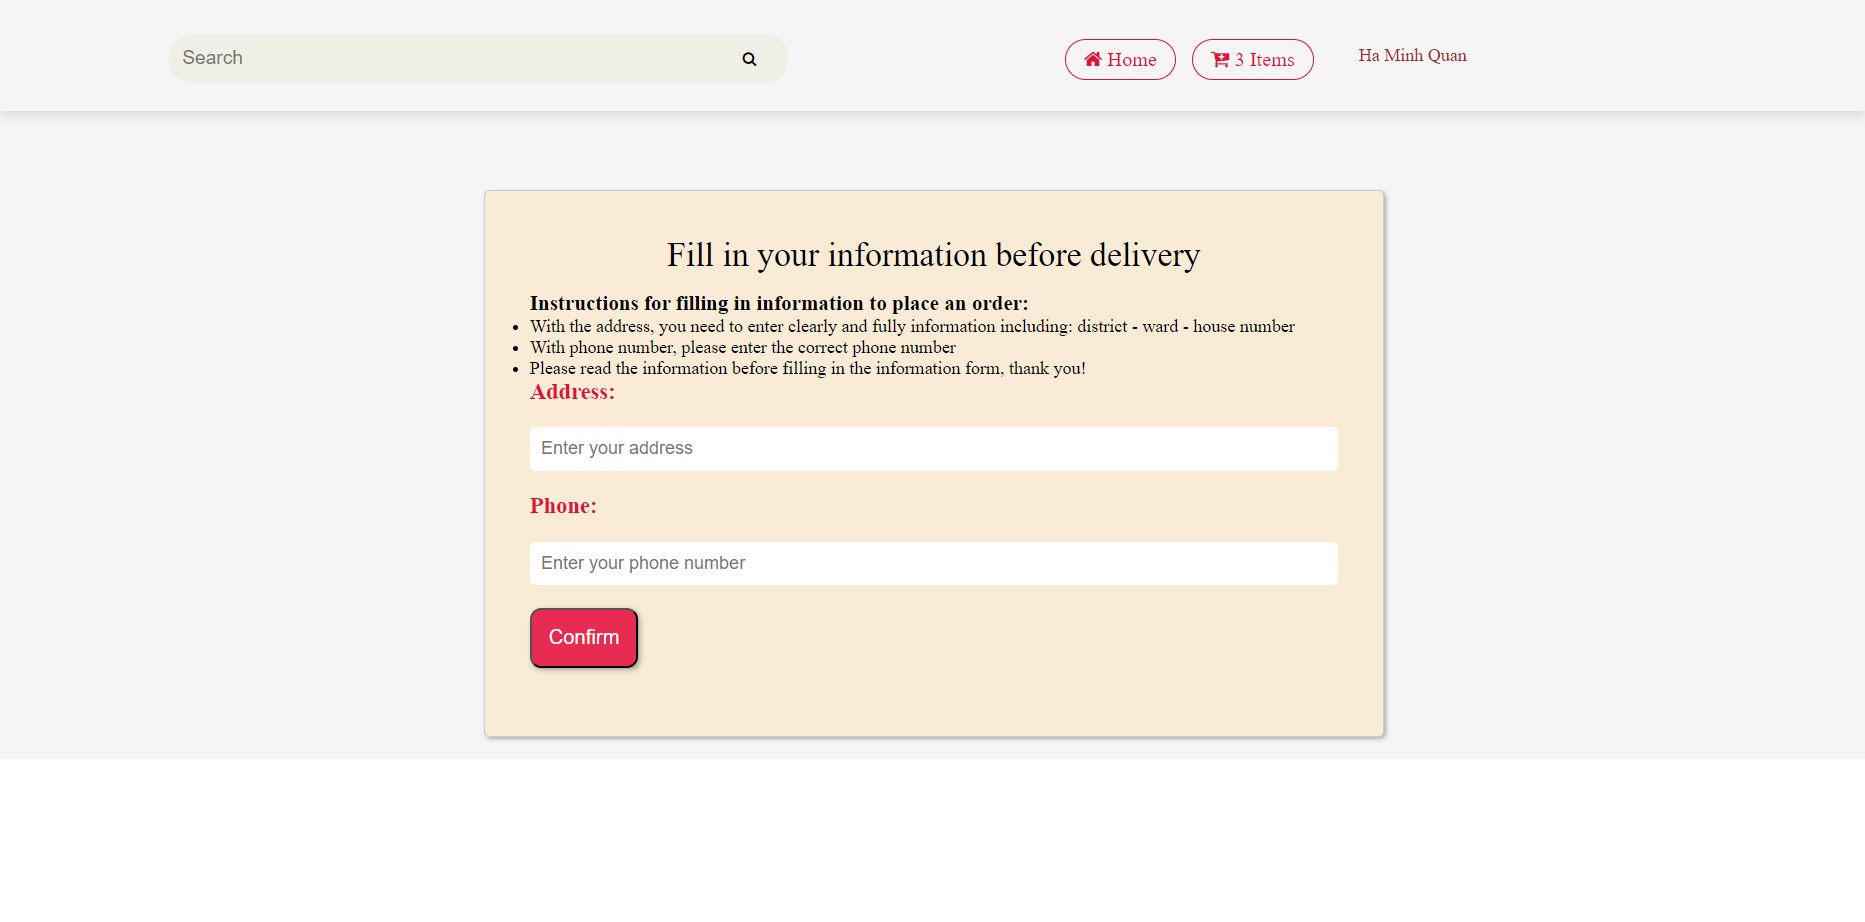 Search
Home
3 Items
Ha Minh Quan
Fill in your information before delivery
Instructions for filling in information to place an order:
With the address, you need to enter clearly and fully information including: district - ward - house number
With phone number, please enter the correct phone number
Please read the information before filling in the information form, thank you!
Address:
Enter your address
Phone:
Enter your phone number
Confirm